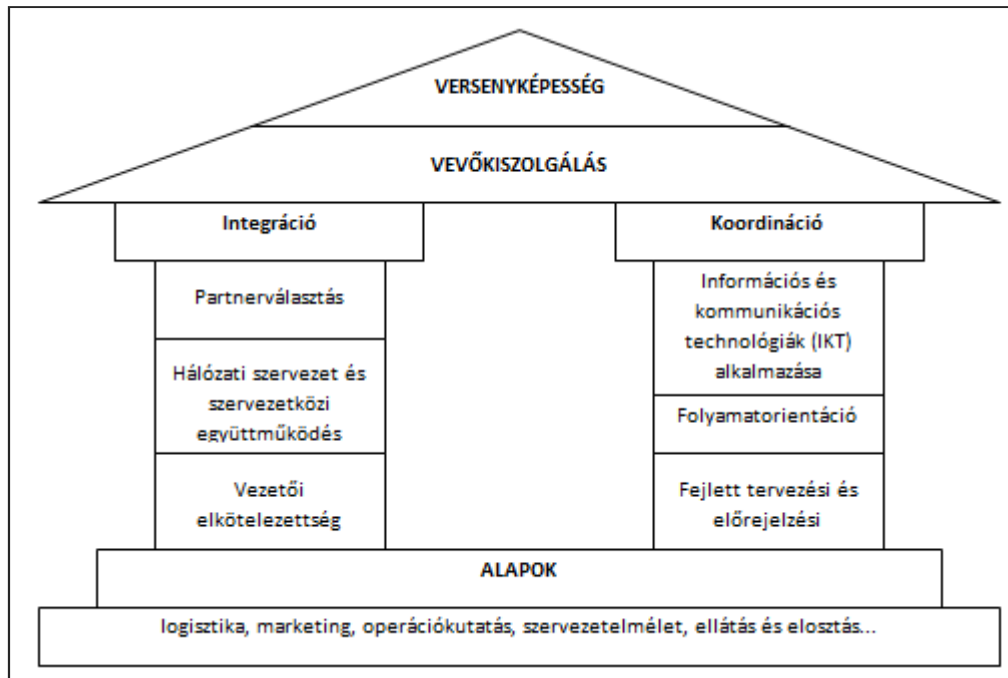 VERSENYKÉPESSÉG
VEVŐKISZOLGÁLÁS
Integráció
Partnerválasztás
Hálózati szervezet és
szervezetközi
együttműködés
Vezetői
elkötelezettség
Koordináció
Információs és
kommunikációs
technológiák (IKT)
alkalmazása
Folyamatorientáció
Fejlett tervezési és
előrejelzési
ALAPOK
logisztika, marketing, operációkutatás, szervezetelmélet, ellátás és elosztás...